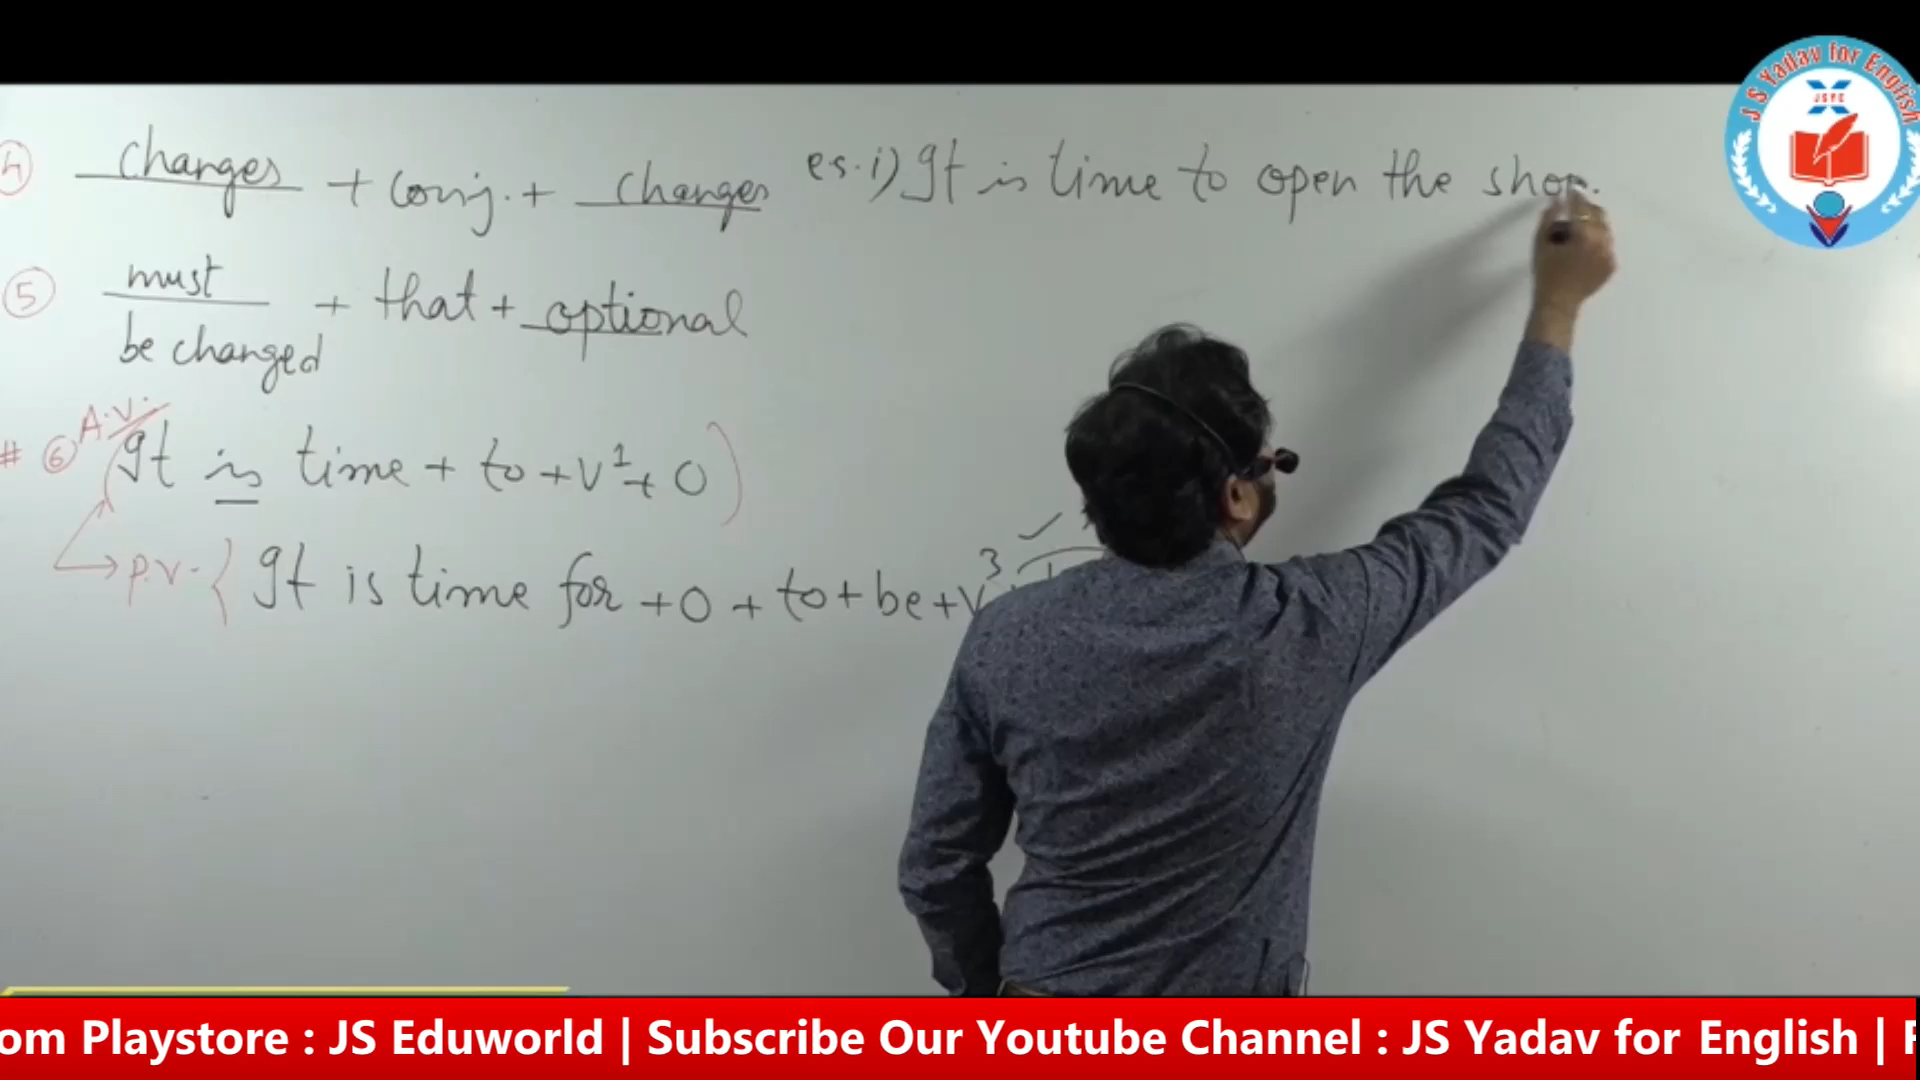 4 changes + conj. + changes
5 must + that + optional
be changed
A.V.
# 6 It is time + to + V¹ + O
P.V. { It is time for + O + to + be + V³
es. i) It is time to open the shop.
J S Yadav for English
JSYE
om Playstore : JS Eduworld | Subscribe Our Youtube Channel : JS Yadav for English |